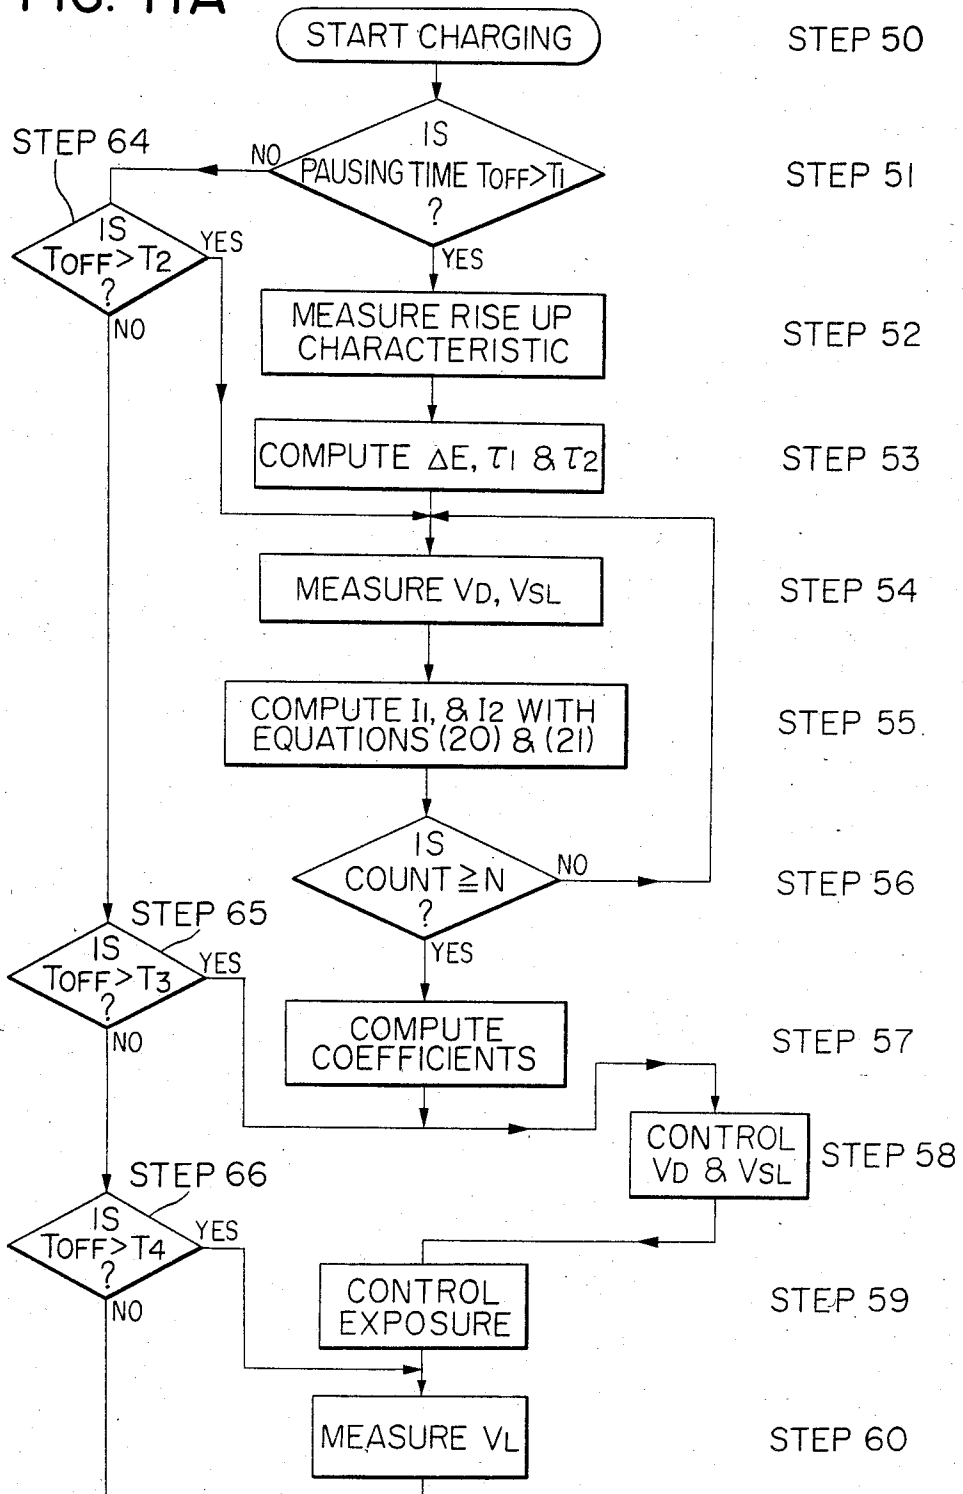 FIG. 11A
START CHARGING
STEP 50
STEP 64
NO
IS
PAUSING TIME TOFF>T1
?
STEP 51
IS
TOFF>T2
?
YES
YES
NO
MEASURE RISE UP
CHARACTERISTIC
STEP 52
COMPUTE ΔE, τ1 & τ2
STEP 53
MEASURE VD, VSL
STEP 54
COMPUTE I1, & I2 WITH
EQUATIONS (20) & (21)
STEP 55
IS
COUNT ≧ N
?
NO
STEP 56
YES
STEP 65
IS
TOFF>T3
?
YES
NO
COMPUTE
COEFFICIENTS
STEP 57
CONTROL
VD & VSL
STEP 58
STEP 66
IS
TOFF>T4
?
YES
NO
CONTROL
EXPOSURE
STEP 59
MEASURE VL
STEP 60